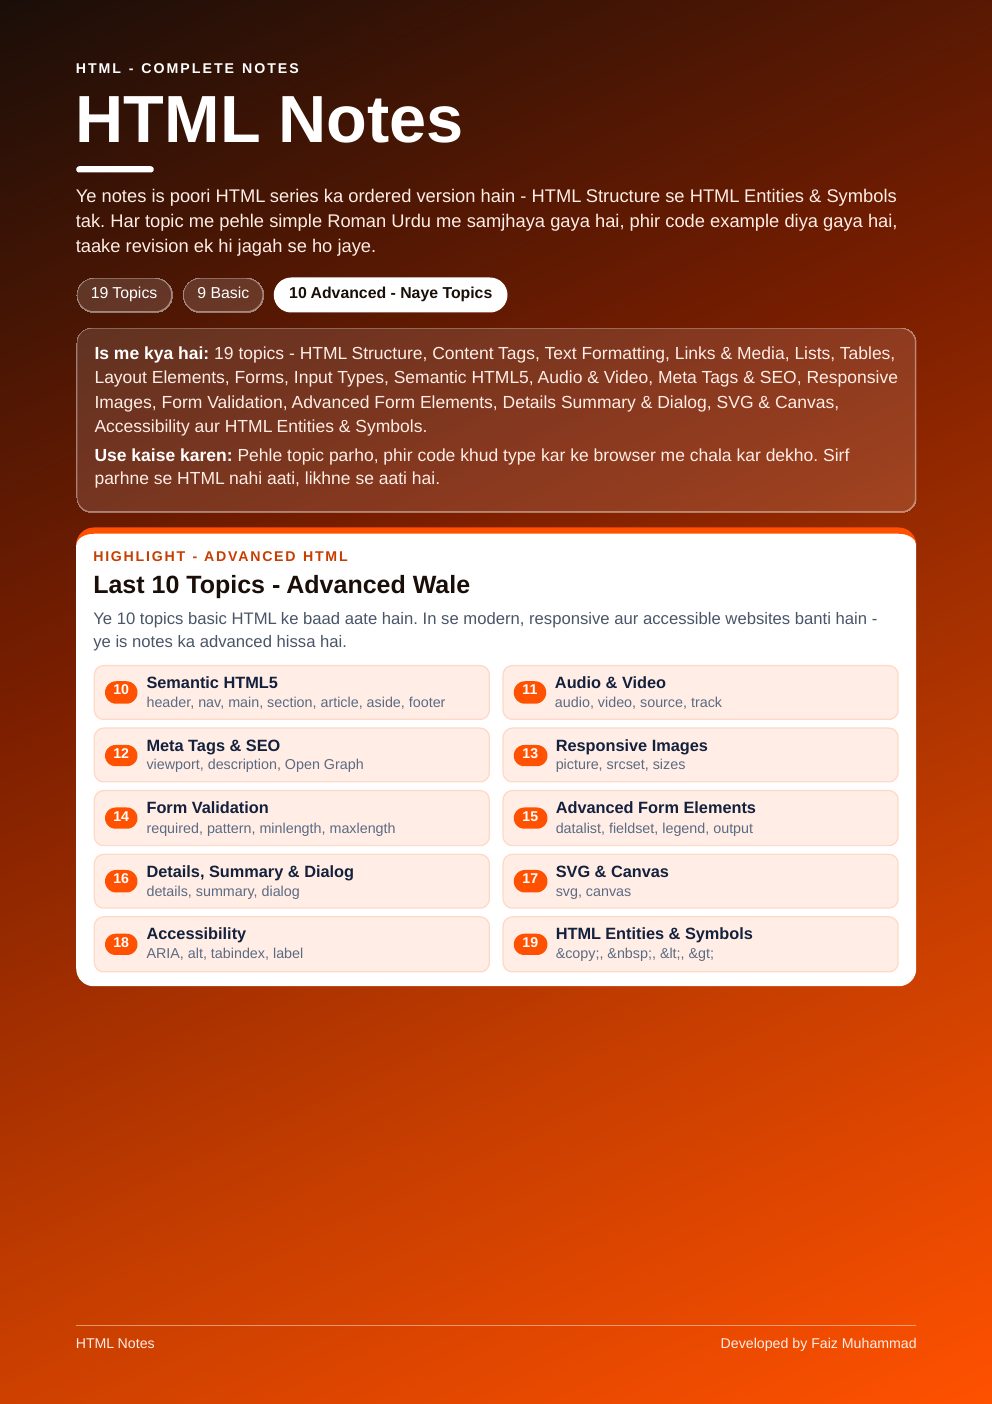 HTML - COMPLETE NOTES
HTML Notes
Ye notes is poori HTML series ka ordered version hain - HTML Structure se HTML Entities & Symbols
tak. Har topic me pehle simple Roman Urdu me samjhaya gaya hai, phir code example diya gaya hai,
taake revision ek hi jagah se ho jaye.
19 Topics
9 Basic
10 Advanced - Naye Topics
Is me kya hai: 19 topics - HTML Structure, Content Tags, Text Formatting, Links & Media, Lists, Tables,
Layout Elements, Forms, Input Types, Semantic HTML5, Audio & Video, Meta Tags & SEO, Responsive
Images, Form Validation, Advanced Form Elements, Details Summary & Dialog, SVG & Canvas,
Accessibility aur HTML Entities & Symbols.
Use kaise karen: Pehle topic parho, phir code khud type kar ke browser me chala kar dekho. Sirf
parhne se HTML nahi aati, likhne se aati hai.
HIGHLIGHT - ADVANCED HTML
Last 10 Topics - Advanced Wale
Ye 10 topics basic HTML ke baad aate hain. In se modern, responsive aur accessible websites banti hain -
ye is notes ka advanced hissa hai.
10 Semantic HTML5
header, nav, main, section, article, aside, footer
11 Audio & Video
audio, video, source, track
12 Meta Tags & SEO
viewport, description, Open Graph
13 Responsive Images
picture, srcset, sizes
14 Form Validation
required, pattern, minlength, maxlength
15 Advanced Form Elements
datalist, fieldset, legend, output
16 Details, Summary & Dialog
details, summary, dialog
17 SVG & Canvas
svg, canvas
18 Accessibility
ARIA, alt, tabindex, label
19 HTML Entities & Symbols
&copy;, &nbsp;, &lt;, &gt;
HTML Notes
Developed by Faiz Muhammad